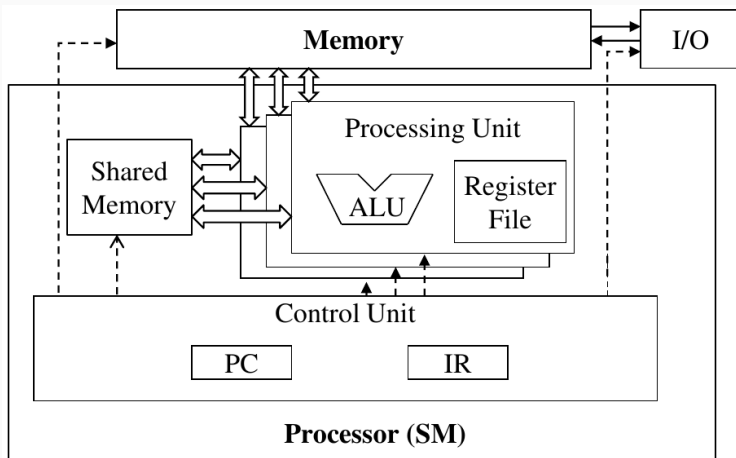 Memory
I/O
Processing Unit
Shared
Memory
ALU
Register
File
Control Unit
PC
IR
Processor (SM)